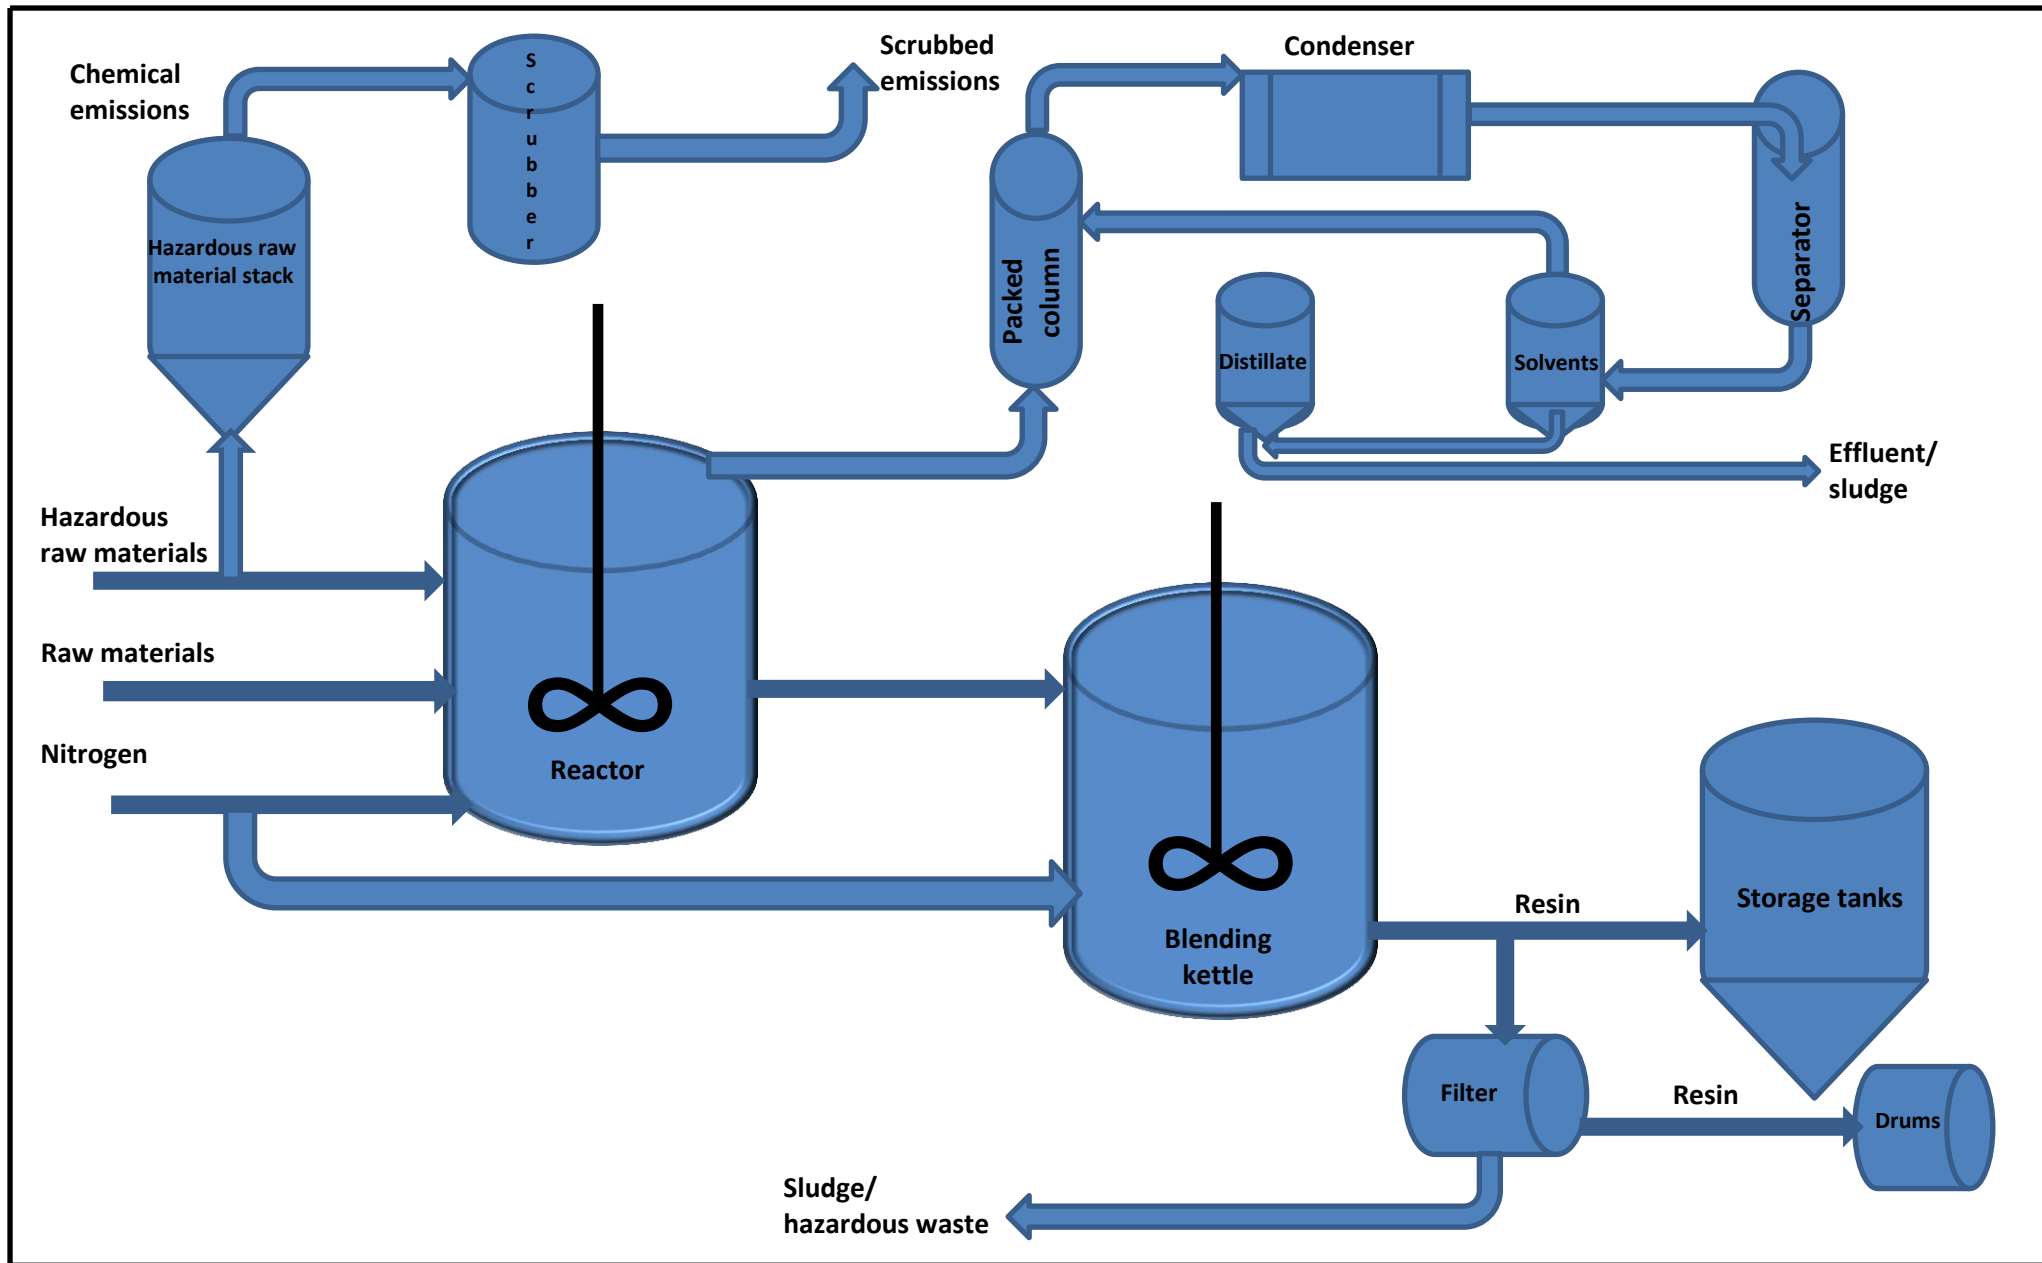 Chemical
emissions
Scrubber
Scrubbed
emissions
Condenser
Hazardous raw
material stack
Packed
column
Separator
Distillate
Solvents
Effluent/
sludge
Hazardous
raw materials
Raw materials
Nitrogen
Reactor
Blending
kettle
Resin
Storage tanks
Filter
Resin
Drums
Sludge/
hazardous waste